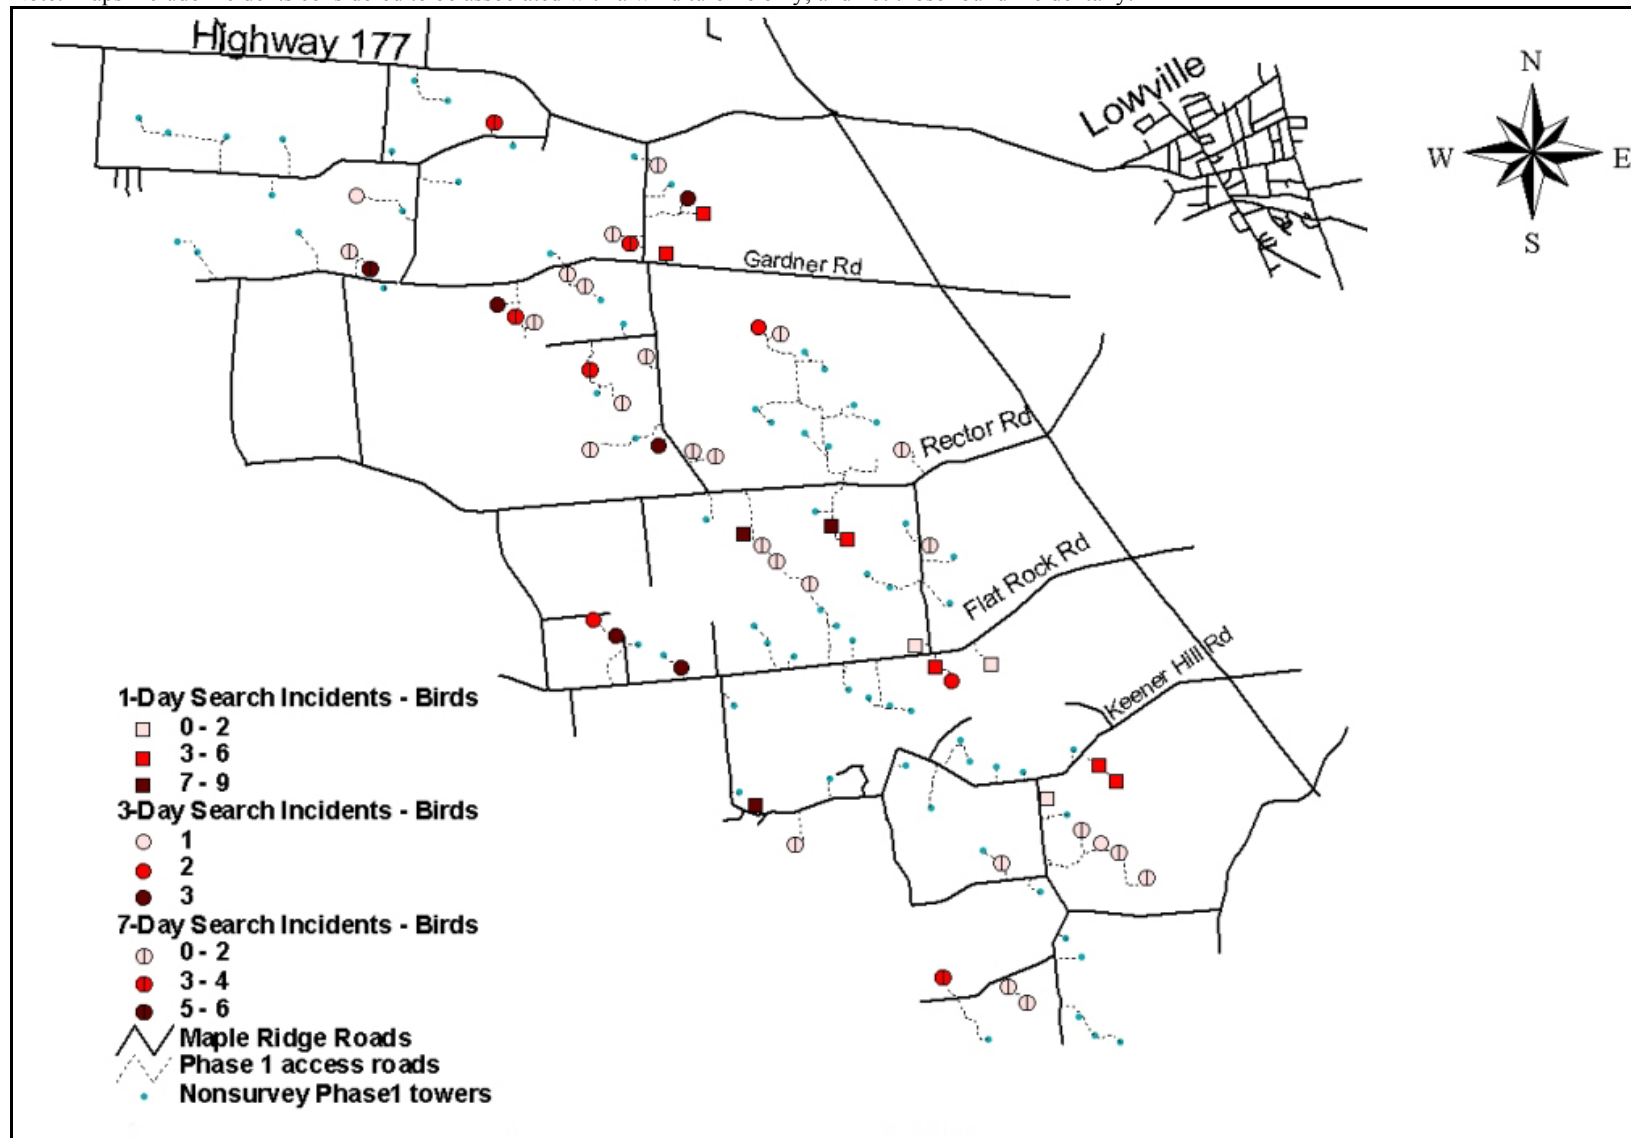 Highway 177
Lowville
N
W E
S
Gardner Rd
Rector Rd
Flat Rock Rd
Keener Hill Rd
1-Day Search Incidents - Birds
0 - 2
3 - 6
7 - 9
3-Day Search Incidents - Birds
1
2
3
7-Day Search Incidents - Birds
0 - 2
3 - 4
5 - 6
Maple Ridge Roads
Phase 1 access roads
Nonsurvey Phase1 towers